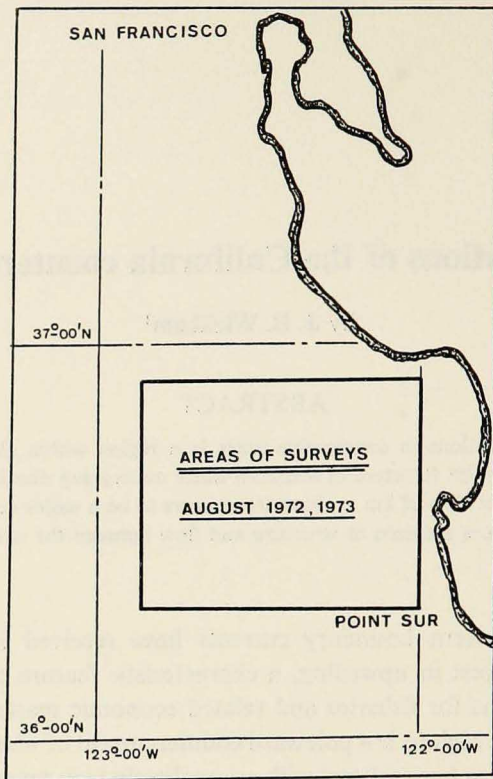 SAN FRANCISCO
37°-00'N
AREAS OF SURVEYS
AUGUST 1972, 1973
POINT SUR
36°-00'N
123°-00'W
122°-00'W